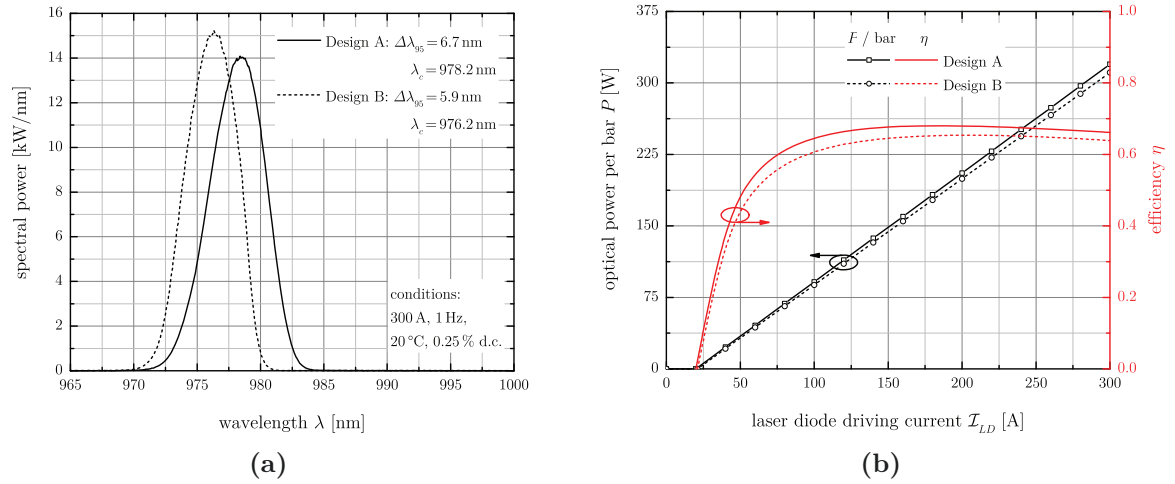 16
14
12
10
8
6
4
2
0
965
970
975
980
985
990
995
1000
spectral power [kW/nm]
wavelength λ [nm]
Design A: Δλ₉₅ = 6.7 nm
λ_c = 978.2 nm
Design B: Δλ₉₅ = 5.9 nm
λ_c = 976.2 nm
conditions:
300 A, 1 Hz,
20 °C, 0.25 % d.c.
(a)
375
300
225
150
75
0
0
50
100
150
200
250
300
1.0
0.8
0.6
0.4
0.2
0.0
optical power per bar P [W]
laser diode driving current I_LD [A]
efficiency η
P / bar η
Design A
Design B
(b)